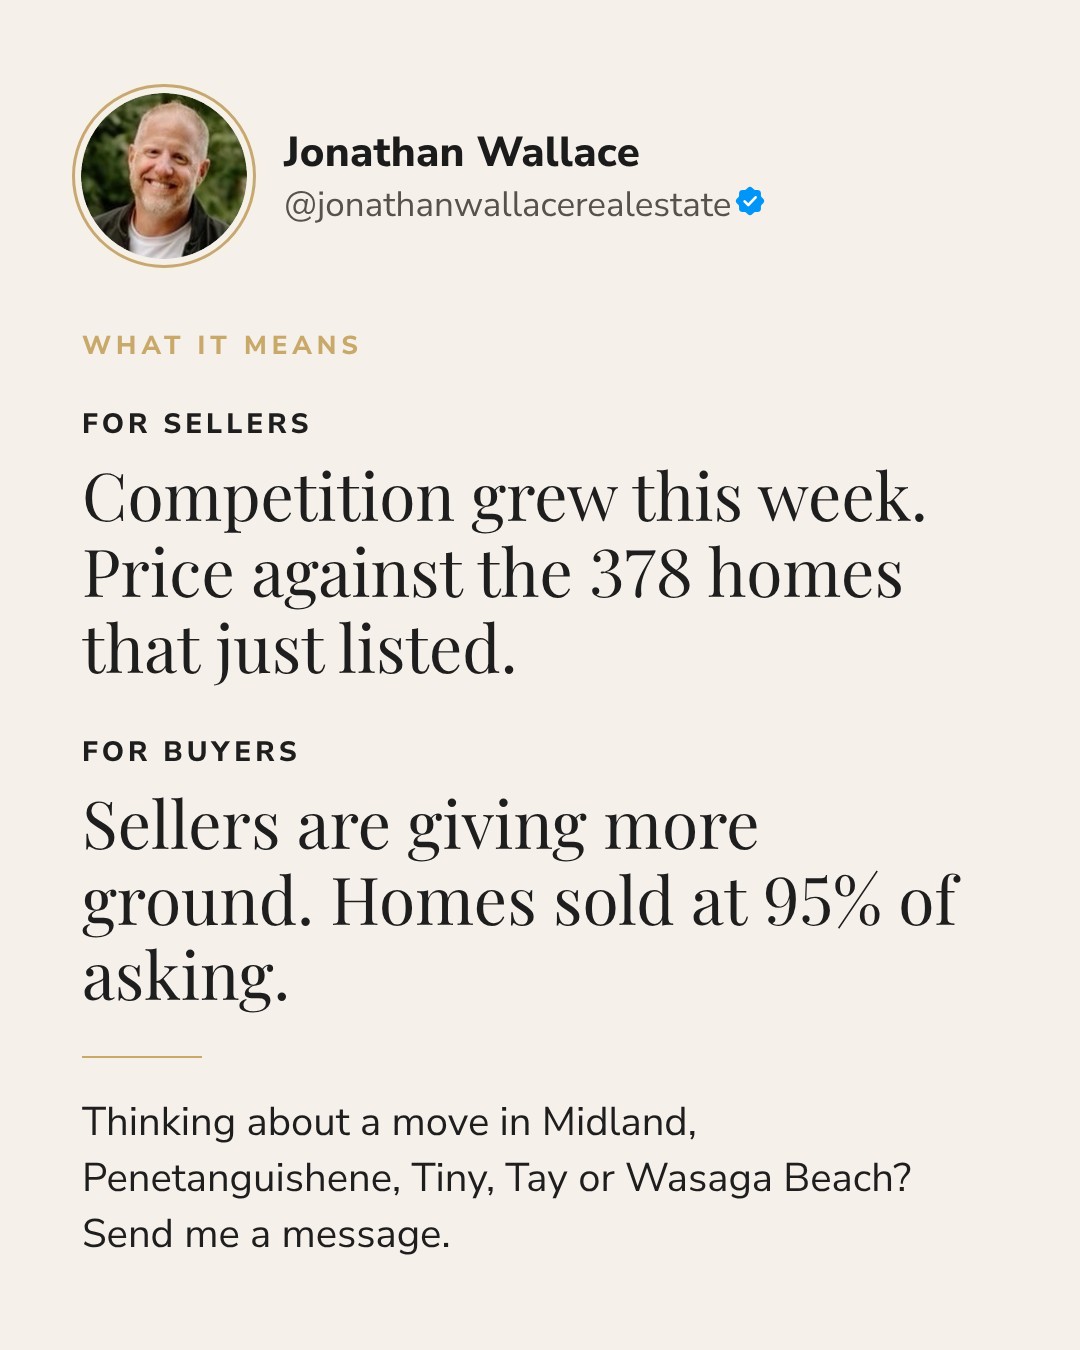 Jonathan Wallace
@jonathanwallacerealestate
WHAT IT MEANS
FOR SELLERS
Competition grew this week.
Price against the 378 homes
that just listed.
FOR BUYERS
Sellers are giving more
ground. Homes sold at 95% of
asking.
Thinking about a move in Midland,
Penetanguishene, Tiny, Tay or Wasaga Beach?
Send me a message.